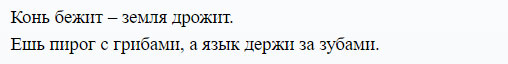 Конь бежит – земля дрожит.
Ешь пирог с грибами, а язык держи за зубами.